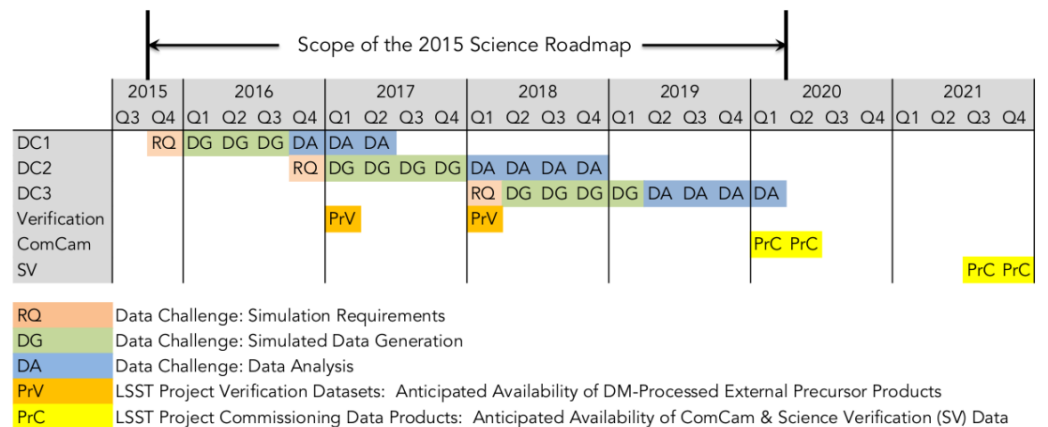 Scope of the 2015 Science Roadmap
2015 2016 2017 2018 2019 2020 2021
Q3 Q4 Q1 Q2 Q3 Q4 Q1 Q2 Q3 Q4 Q1 Q2 Q3 Q4 Q1 Q2 Q3 Q4 Q1 Q2 Q3 Q4 Q1 Q2 Q3 Q4
DC1 RQ DG DG DG DA DA DA
DC2 RQ DG DG DG DG DA DA DA DA
DC3 RQ DG DG DG DG DA DA DA DA
Verification PrV PrV
ComCam PrC PrC
SV PrC PrC
RQ Data Challenge: Simulation Requirements
DG Data Challenge: Simulated Data Generation
DA Data Challenge: Data Analysis
PrV LSST Project Verification Datasets: Anticipated Availability of DM-Processed External Precursor Products
PrC LSST Project Commissioning Data Products: Anticipated Availability of ComCam & Science Verification (SV) Data